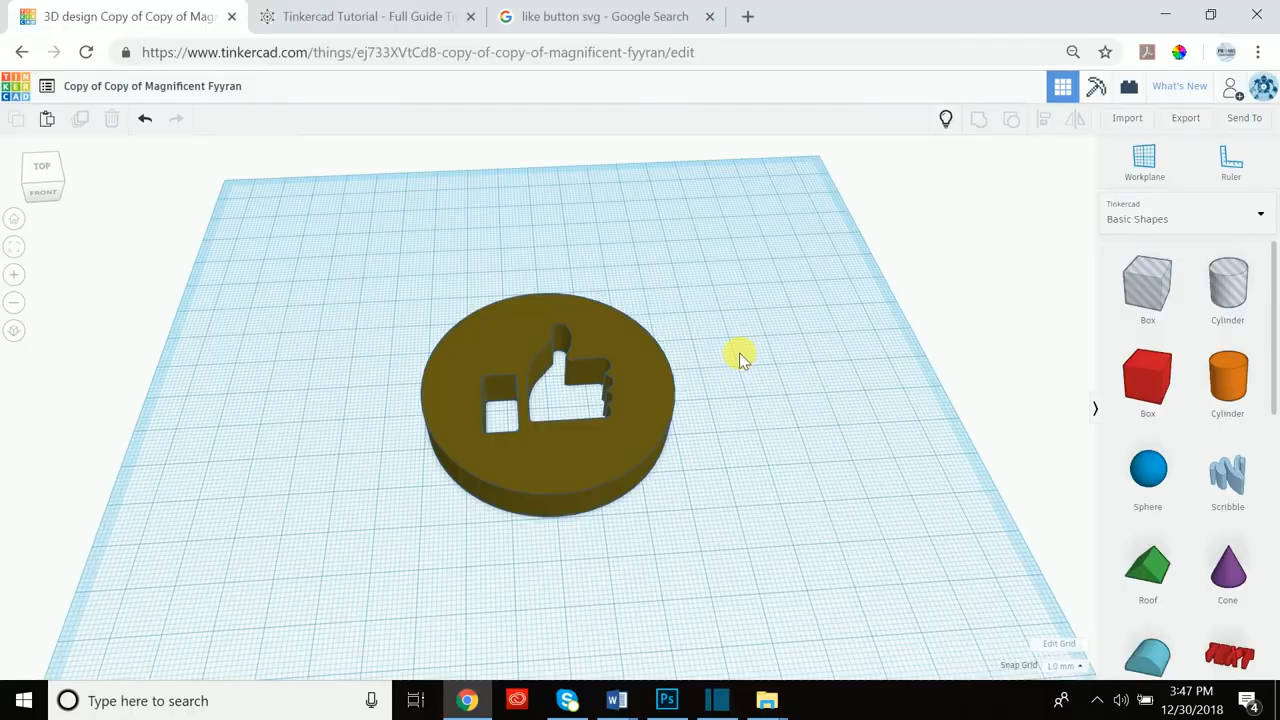 3D design Copy of Copy of Magn
Tinkercad Tutorial - Full Guide T
like button svg - Google Search
https://www.tinkercad.com/things/ej733XVtCd8-copy-of-copy-of-magnificent-fyyran/edit
TIN
KER
CAD
Copy of Copy of Magnificent Fyyran
What's New
Import
Export
Send To
TOP
FRONT
Workplane
Ruler
Tinkercad
Basic Shapes
Box
Cylinder
Box
Cylinder
Sphere
Scribble
Roof
Cone
Edit Grid
Snap Grid
1.0 mm
Type here to search
3:47 PM
12/30/2018
4